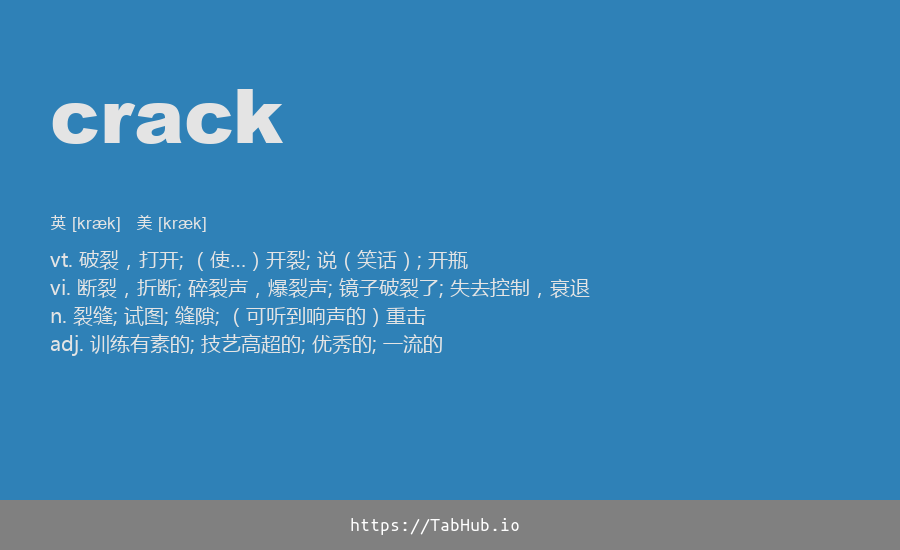 crack
英 [kræk]   美 [kræk]
vt. 破裂，打开; （使…）开裂; 说（笑话）; 开瓶
vi. 断裂，折断; 碎裂声，爆裂声; 镜子破裂了; 失去控制，衰退
n. 裂缝; 试图; 缝隙; （可听到响声的）重击
adj. 训练有素的; 技艺高超的; 优秀的; 一流的
https://TabHub.io